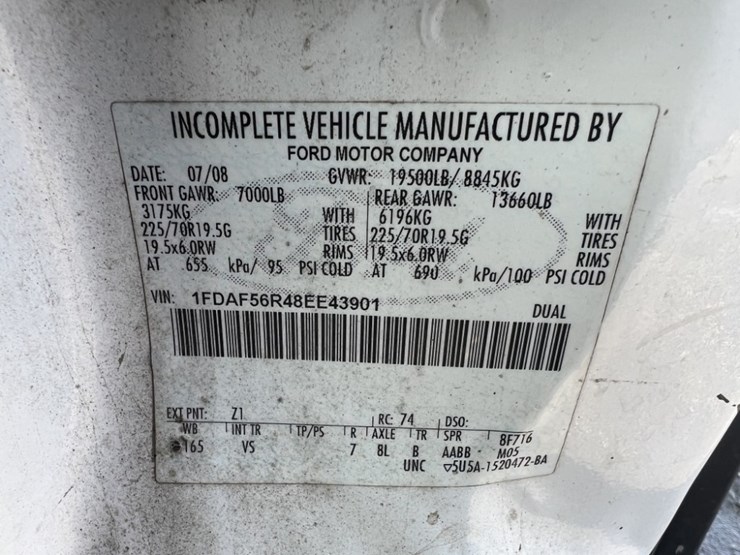 INCOMPLETE VEHICLE MANUFACTURED BY
FORD MOTOR COMPANY
DATE: 07/08 GVWR: 19500LB/ 8845KG
FRONT GAWR: 7000LB REAR GAWR: 13660LB
3175KG WITH 6196KG WITH
225/70R19.5G TIRES 225/70R19.5G TIRES
19.5x6.0RW RIMS 19.5x6.0RW RIMS
AT 655 kPa/ 95 PSI COLD AT 690 kPa/100 PSI COLD
VIN: 1FDAF56R48EE43901 DUAL
EXT PNT: Z1 RC: 74 DSO:
WB INT TR TP/PS R AXLE TR SPR 8F716
165 VS 7 8L B AABB M05
UNC ▽5U5A-1520472-BA